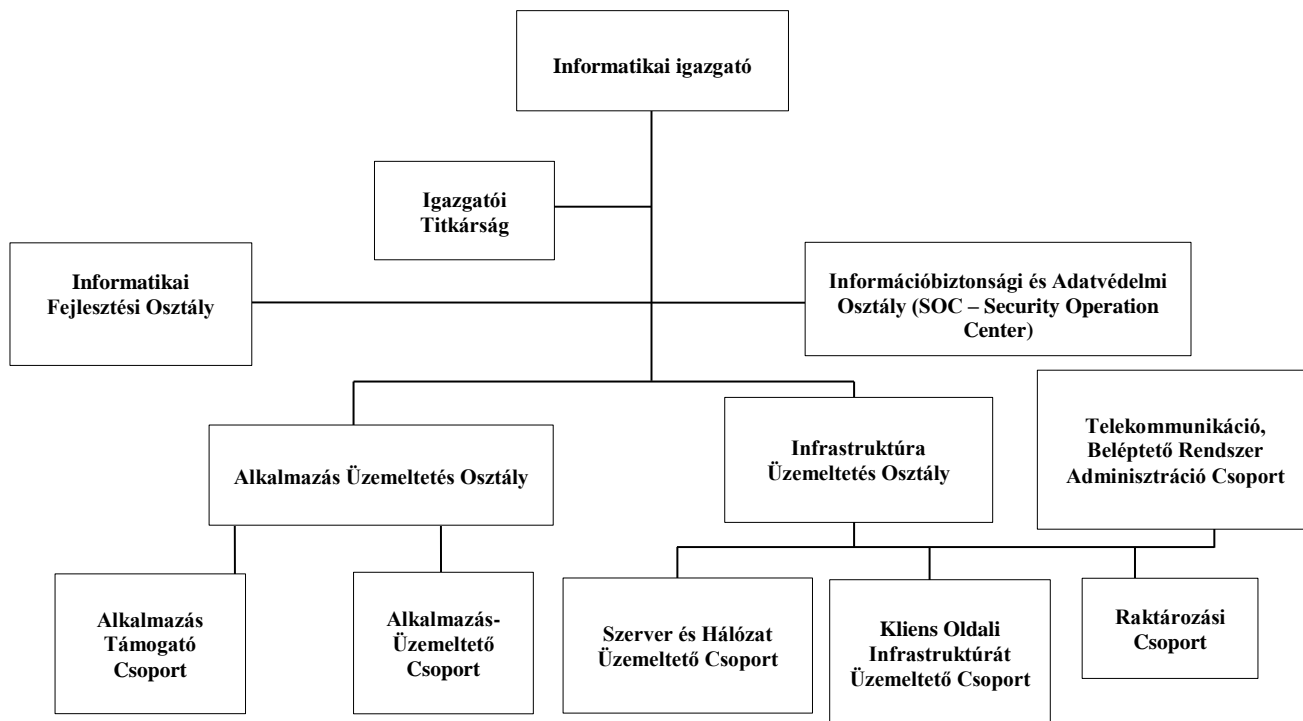 Informatikai igazgató
Igazgatói
Titkárság
Informatikai
Fejlesztési Osztály
Információbiztonsági és Adatvédelmi
Osztály (SOC – Security Operation
Center)
Alkalmazás Üzemeltetés Osztály
Infrastruktúra
Üzemeltetés Osztály
Telekommunikáció,
Beléptető Rendszer
Adminisztráció Csoport
Alkalmazás
Támogató
Csoport
Alkalmazás-
Üzemeltető
Csoport
Szerver és Hálózat
Üzemeltető Csoport
Kliens Oldali
Infrastruktúrát
Üzemeltető Csoport
Raktározási
Csoport